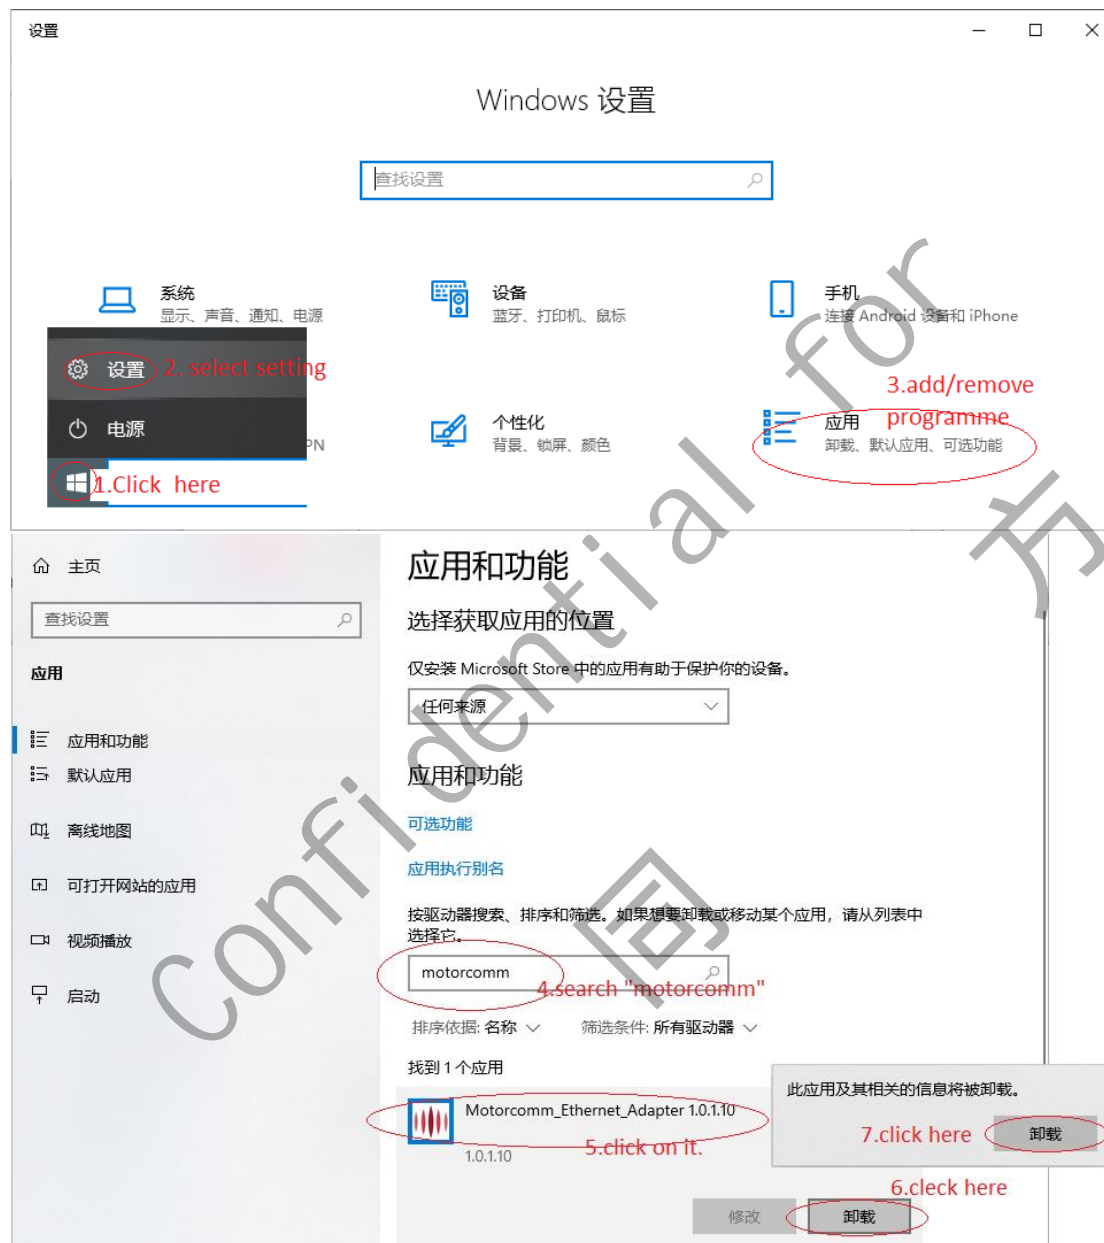 设置
Windows 设置
查找设置
系统
显示、声音、通知、电源
设备
蓝牙、打印机、鼠标
手机
连接 Android 设备和 iPhone
设置 2. select setting
电源
PN
1.Click here
个性化
背景、锁屏、颜色
3.add/remove
programme
应用
卸载、默认应用、可选功能
主页
查找设置
应用
应用和功能
默认应用
离线地图
可打开网站的应用
视频播放
启动
应用和功能
选择获取应用的位置
仅安装 Microsoft Store 中的应用有助于保护你的设备。
任何来源
应用和功能
可选功能
应用执行别名
按驱动器搜索、排序和筛选。如果想要卸载或移动某个应用，请从列表中
选择它。
motorcomm
4.search "motorcomm"
排序依据: 名称 筛选条件: 所有驱动器
找到 1 个应用
Motorcomm_Ethernet_Adapter 1.0.1.10
5.click on it.
1.0.1.10
此应用及其相关的信息将被卸载。
7.click here 卸载
6.cleck here
修改 卸载
Confidential for
同方